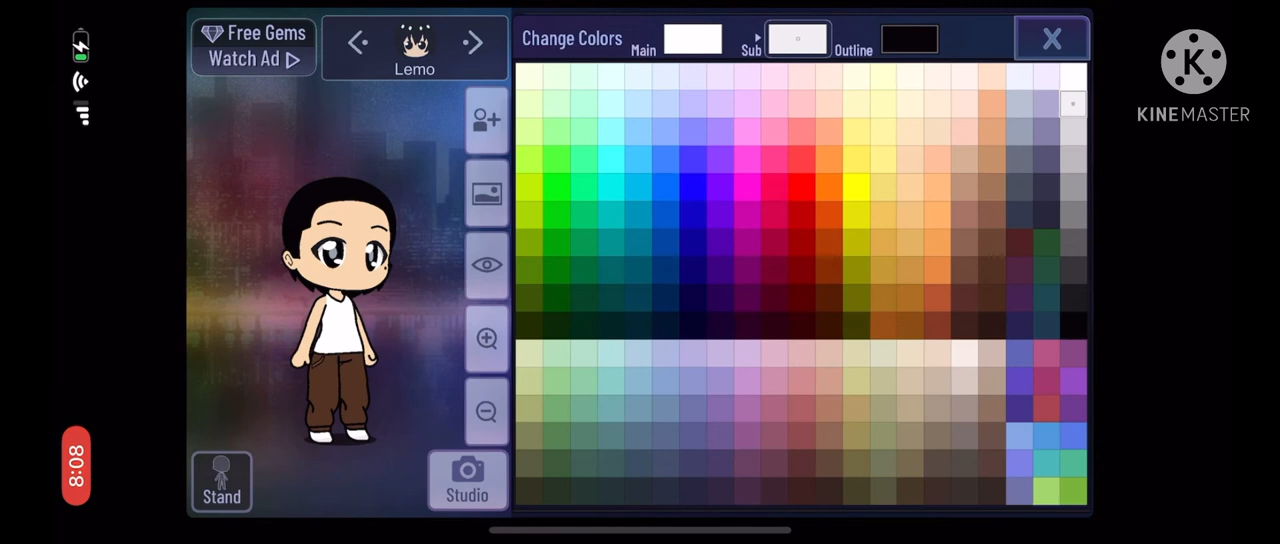 Free Gems
Watch Ad
Lemo
Change Colors
Main
Sub
Outline
X
K
KINEMASTER
8:08
Stand
Studio